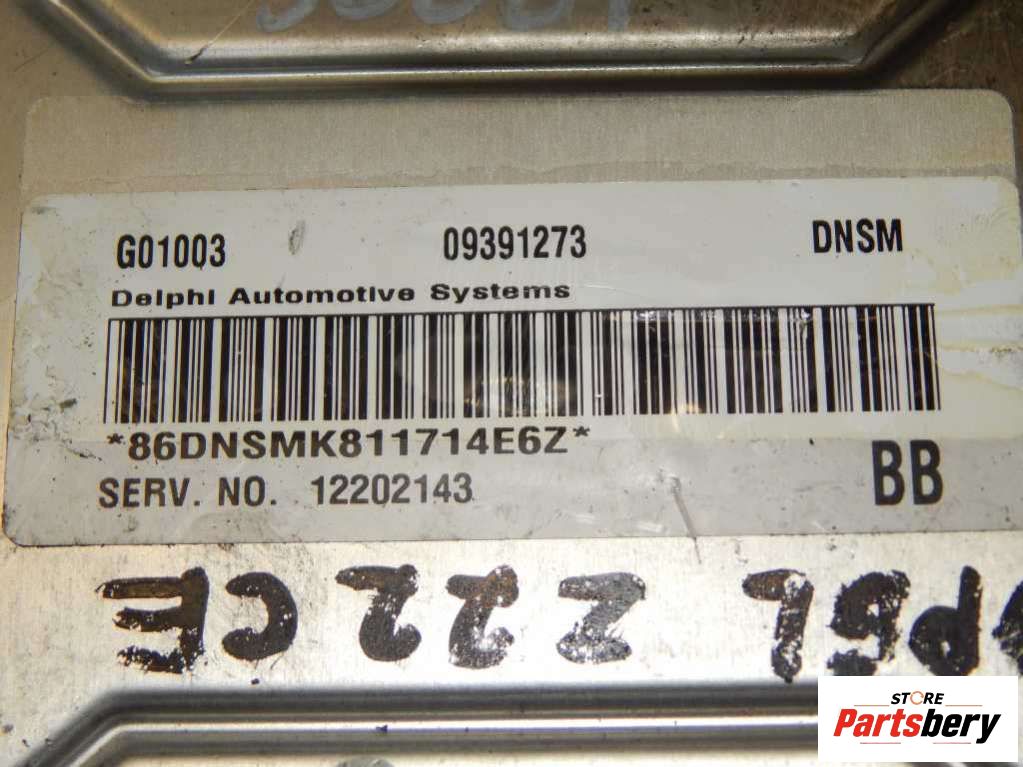 G01003 09391273 DNSM
Delphi Automotive Systems
*86DNSMK811714E6Z*
SERV. NO. 12202143 BB
STORE
Partsbery